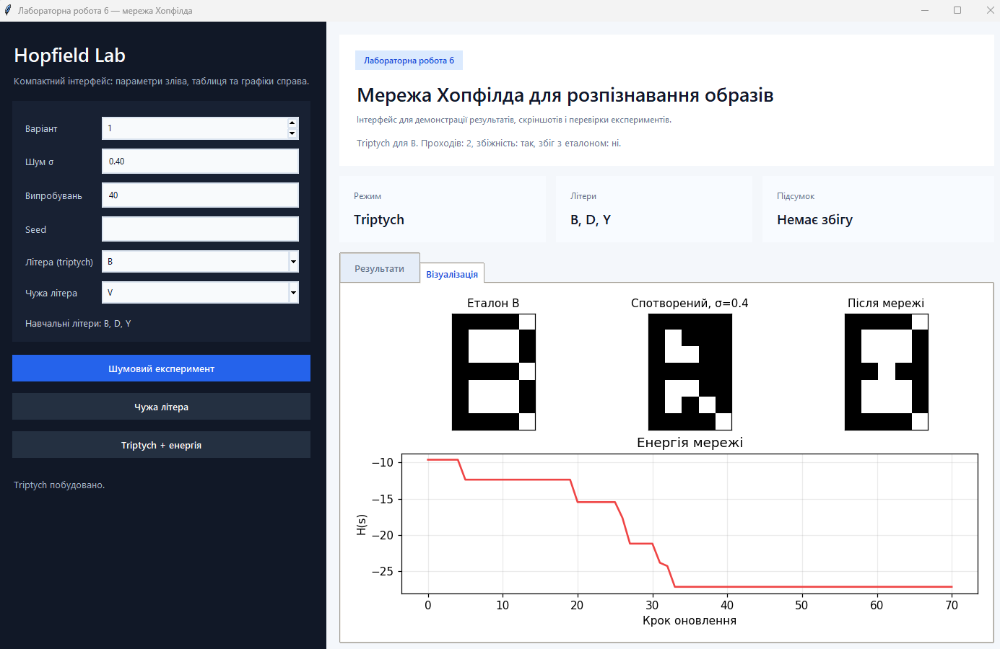 Лабораторна робота 6 — мережа Хопфілда
Hopfield Lab
Компактний інтерфейс: параметри зліва, таблиця та графіки справа.
Варіант
1
Шум σ
0.40
Випробувань
40
Seed
Літера (triptych)
B
Чужа літера
V
Навчальні літери: B, D, Y
Шумовий експеримент
Чужа літера
Triptych + енергія
Triptych побудовано.
Лабораторна робота 6
Мережа Хопфілда для розпізнавання образів
Інтерфейс для демонстрації результатів, скріншотів і перевірки експериментів.
Triptych для B. Проходів: 2, збіжність: так, збіг з еталоном: ні.
Режим
Triptych
Літери
B, D, Y
Підсумок
Немає збігу
Результати
Візуалізація
Еталон B
Спотворений, σ=0.4
Після мережі
Енергія мережі
H(s)
−10
−15
−20
−25
0 10 20 30 40 50 60 70
Крок оновлення